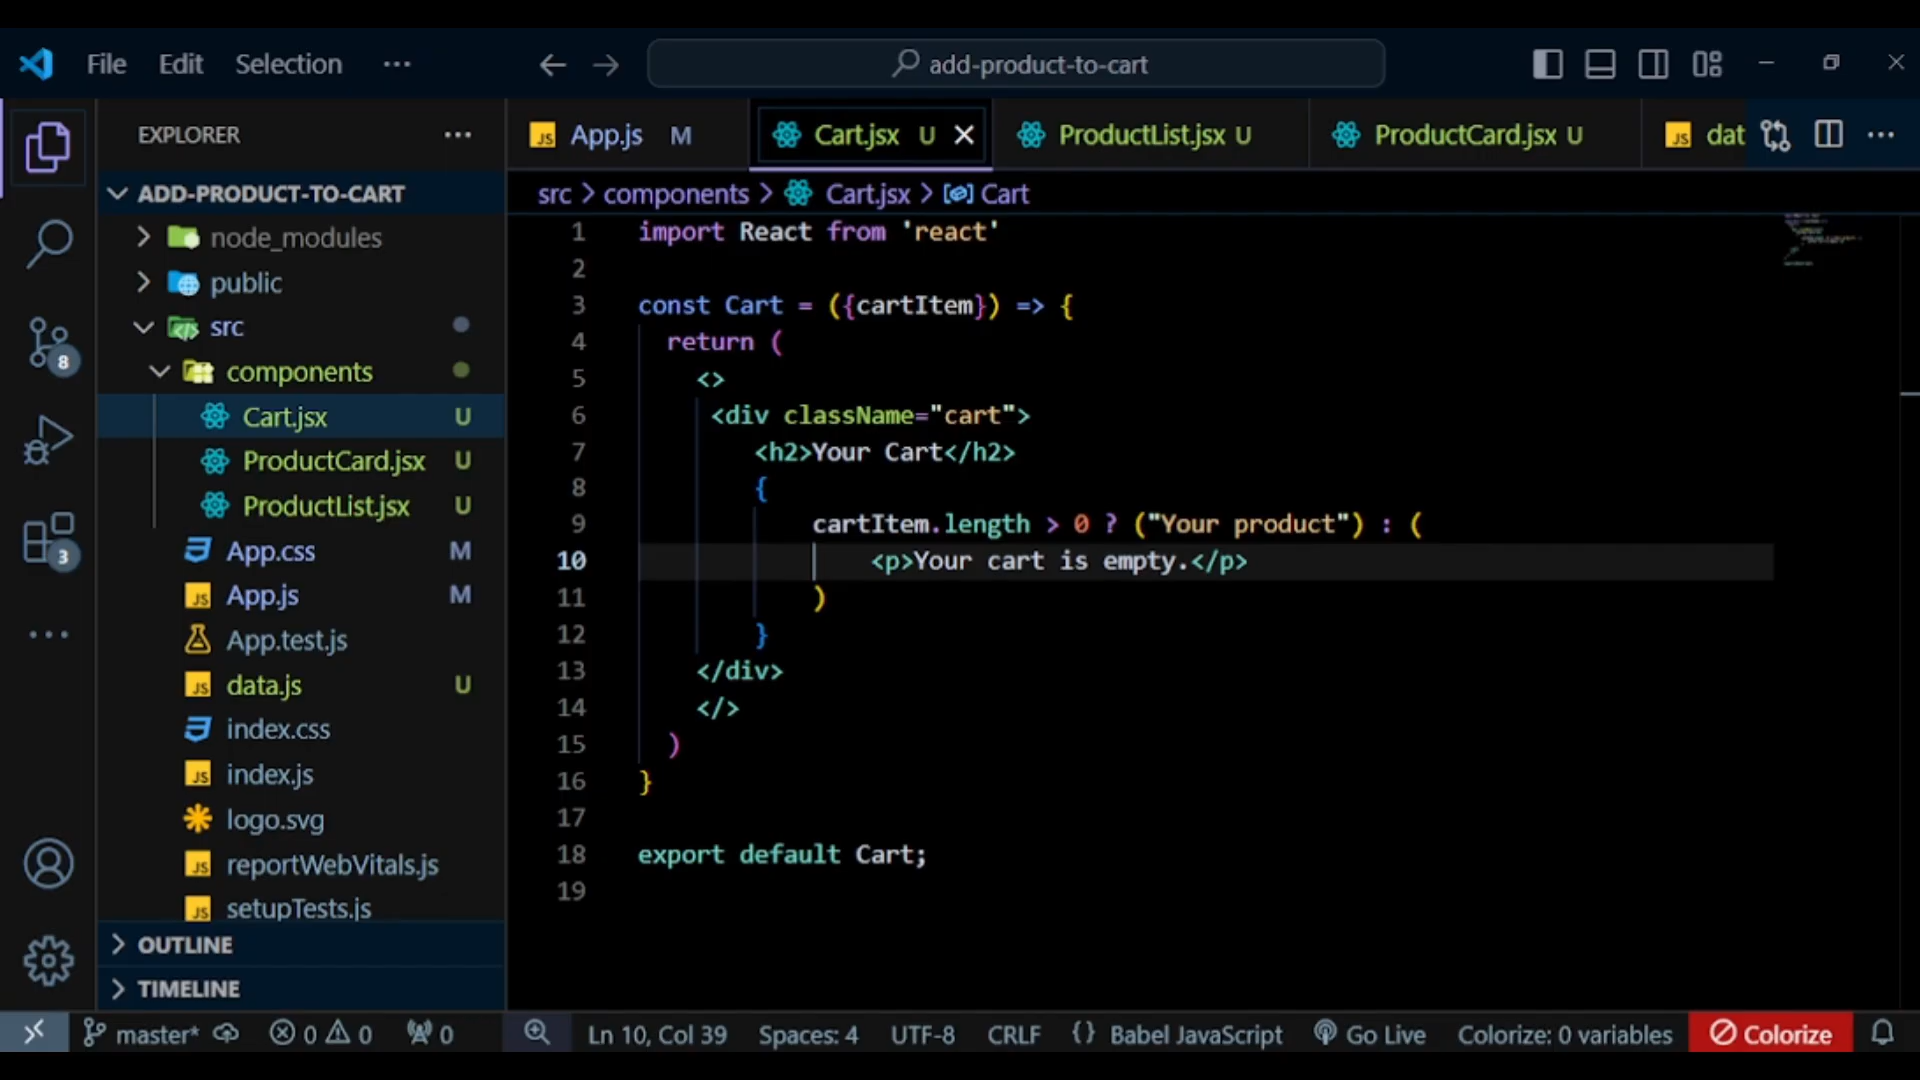 File Edit Selection ···
add-product-to-cart
EXPLORER ···
App.js M
Cart.jsx U
ProductList.jsx U
ProductCard.jsx U
dat
ADD-PRODUCT-TO-CART
src > components > Cart.jsx > Cart
node_modules
public
src
components
Cart.jsx U
ProductCard.jsx U
ProductList.jsx U
App.css M
App.js M
App.test.js
data.js U
index.css
index.js
logo.svg
reportWebVitals.js
setupTests.js
OUTLINE
TIMELINE
8
3
1 import React from 'react'
2
3 const Cart = ({cartItem}) => {
4 return (
5 <>
6 <div className="cart">
7 <h2>Your Cart</h2>
8 {
9 cartItem.length > 0 ? ("Your product") : (
10 <p>Your cart is empty.</p>
11 )
12 }
13 </div>
14 </>
15 )
16 }
17
18 export default Cart;
19
master* 0 0 0 Ln 10, Col 39 Spaces: 4 UTF-8 CRLF {} Babel JavaScript Go Live Colorize: 0 variables Colorize